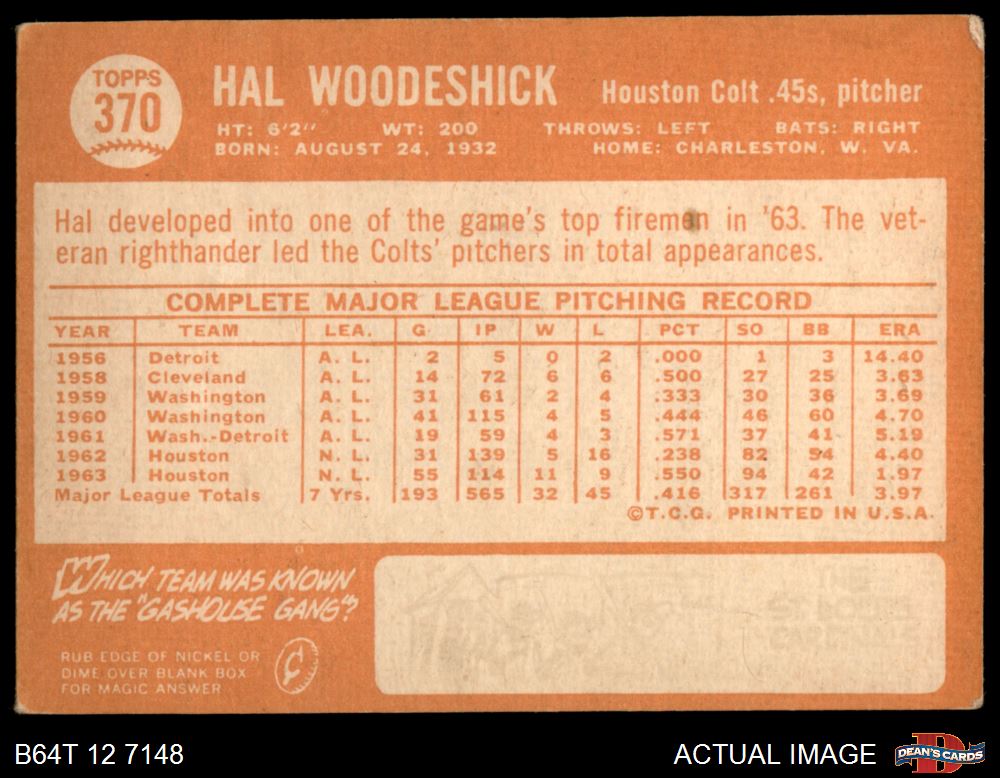 TOPPS
370
HAL WOODESHICK
Houston Colt .45s, pitcher
HT: 6'2" WT: 200 THROWS: LEFT BATS: RIGHT
BORN: AUGUST 24, 1932 HOME: CHARLESTON, W. VA.
Hal developed into one of the game's top firemen in '63. The vet-
eran righthander led the Colts' pitchers in total appearances.
COMPLETE MAJOR LEAGUE PITCHING RECORD
YEAR TEAM LEA. G IP W L PCT SO BB ERA
1956 Detroit A. L. 2 5 0 2 .000 1 3 14.40
1958 Cleveland A. L. 14 72 6 6 .500 27 25 3.63
1959 Washington A. L. 31 61 2 4 .333 30 36 3.69
1960 Washington A. L. 41 115 4 5 .444 46 60 4.70
1961 Wash.-Detroit A. L. 19 59 4 3 .571 37 41 5.19
1962 Houston N. L. 31 139 5 16 .238 82 54 4.40
1963 Houston N. L. 55 114 11 9 .550 94 42 1.97
Major League Totals 7 Yrs. 193 565 32 45 .416 317 261 3.97
©T.C.G. PRINTED IN U.S.A.
WHICH TEAM WAS KNOWN
AS THE "GASHOUSE GANG"?
RUB EDGE OF NICKEL OR
DIME OVER BLANK BOX
FOR MAGIC ANSWER
¢
B64T 12 7148
ACTUAL IMAGE
DEAN'S CARDS